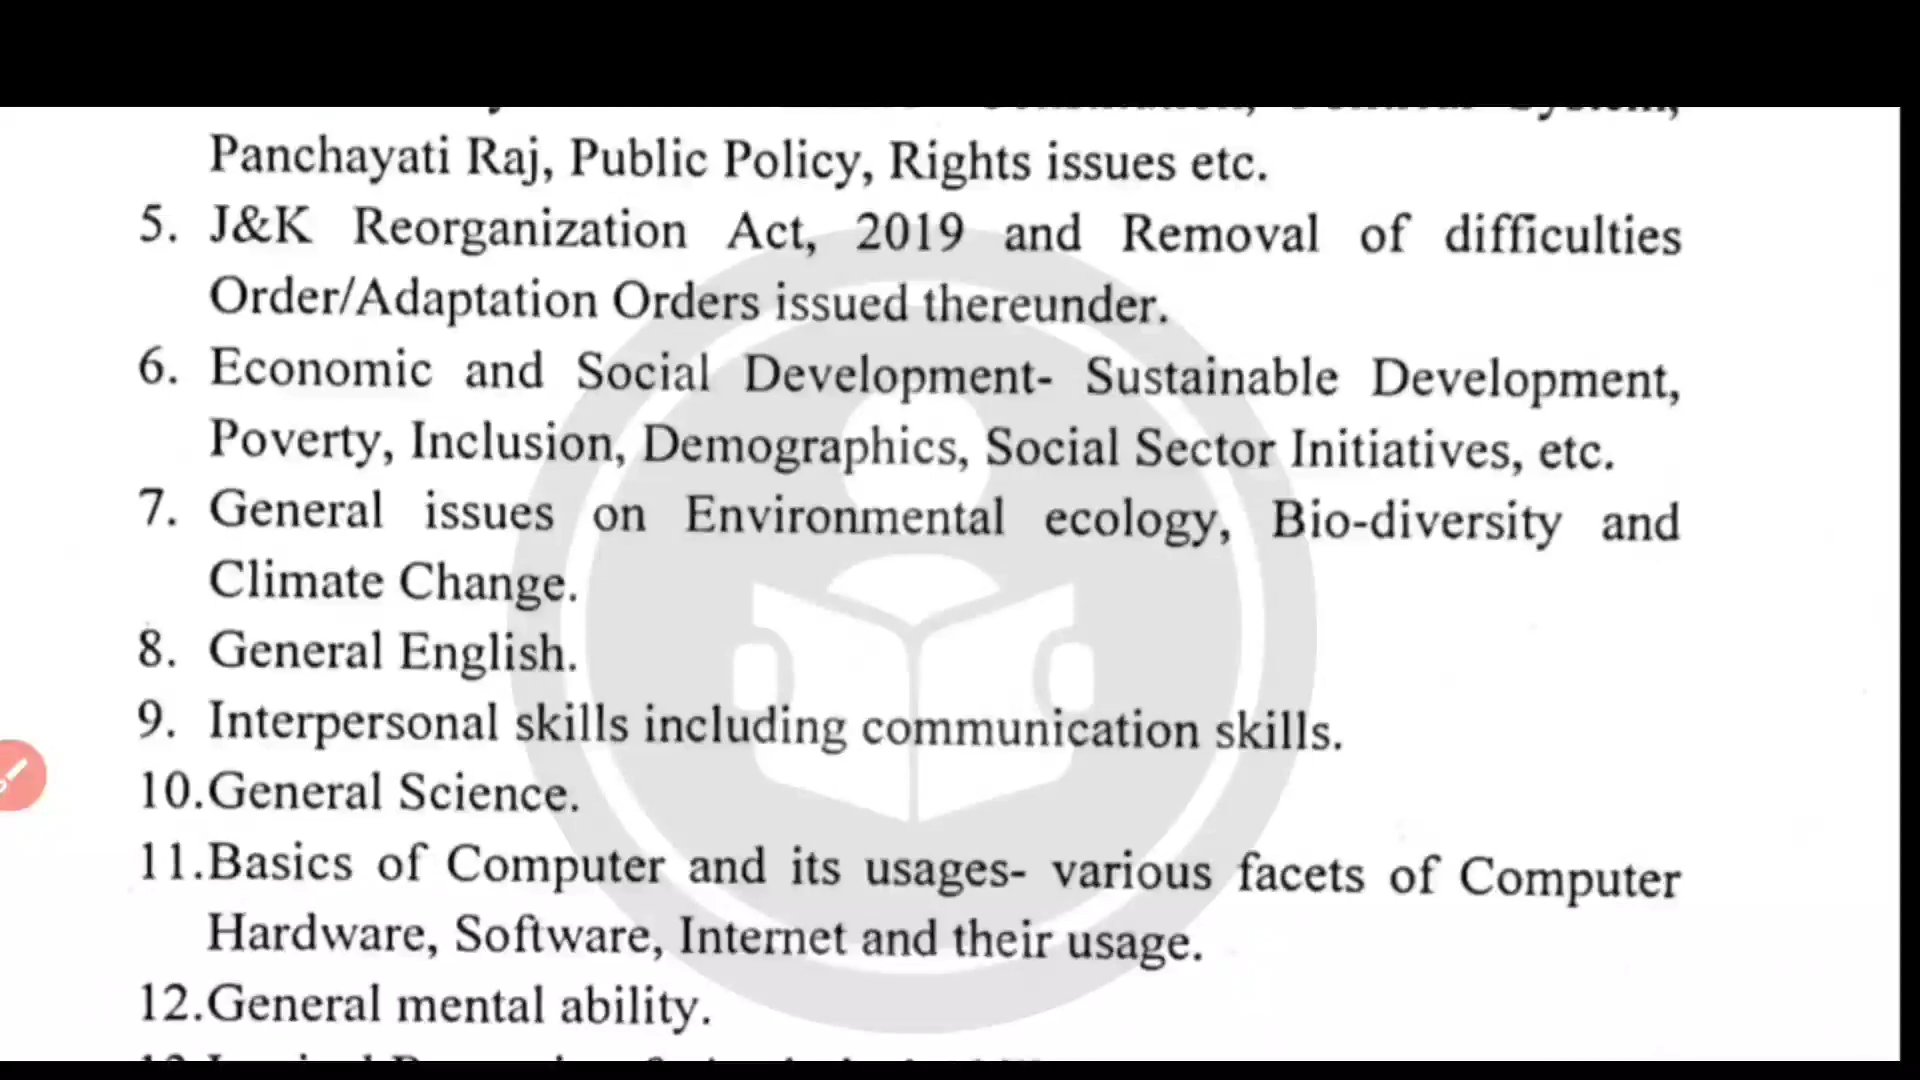 Constitution, Political System,
Panchayati Raj, Public Policy, Rights issues etc.
5. J&K Reorganization Act, 2019 and Removal of difficulties
Order/Adaptation Orders issued thereunder.
6. Economic and Social Development- Sustainable Development,
Poverty, Inclusion, Demographics, Social Sector Initiatives, etc.
7. General issues on Environmental ecology, Bio-diversity and
Climate Change.
8. General English.
9. Interpersonal skills including communication skills.
10.General Science.
11.Basics of Computer and its usages- various facets of Computer
Hardware, Software, Internet and their usage.
12.General mental ability.